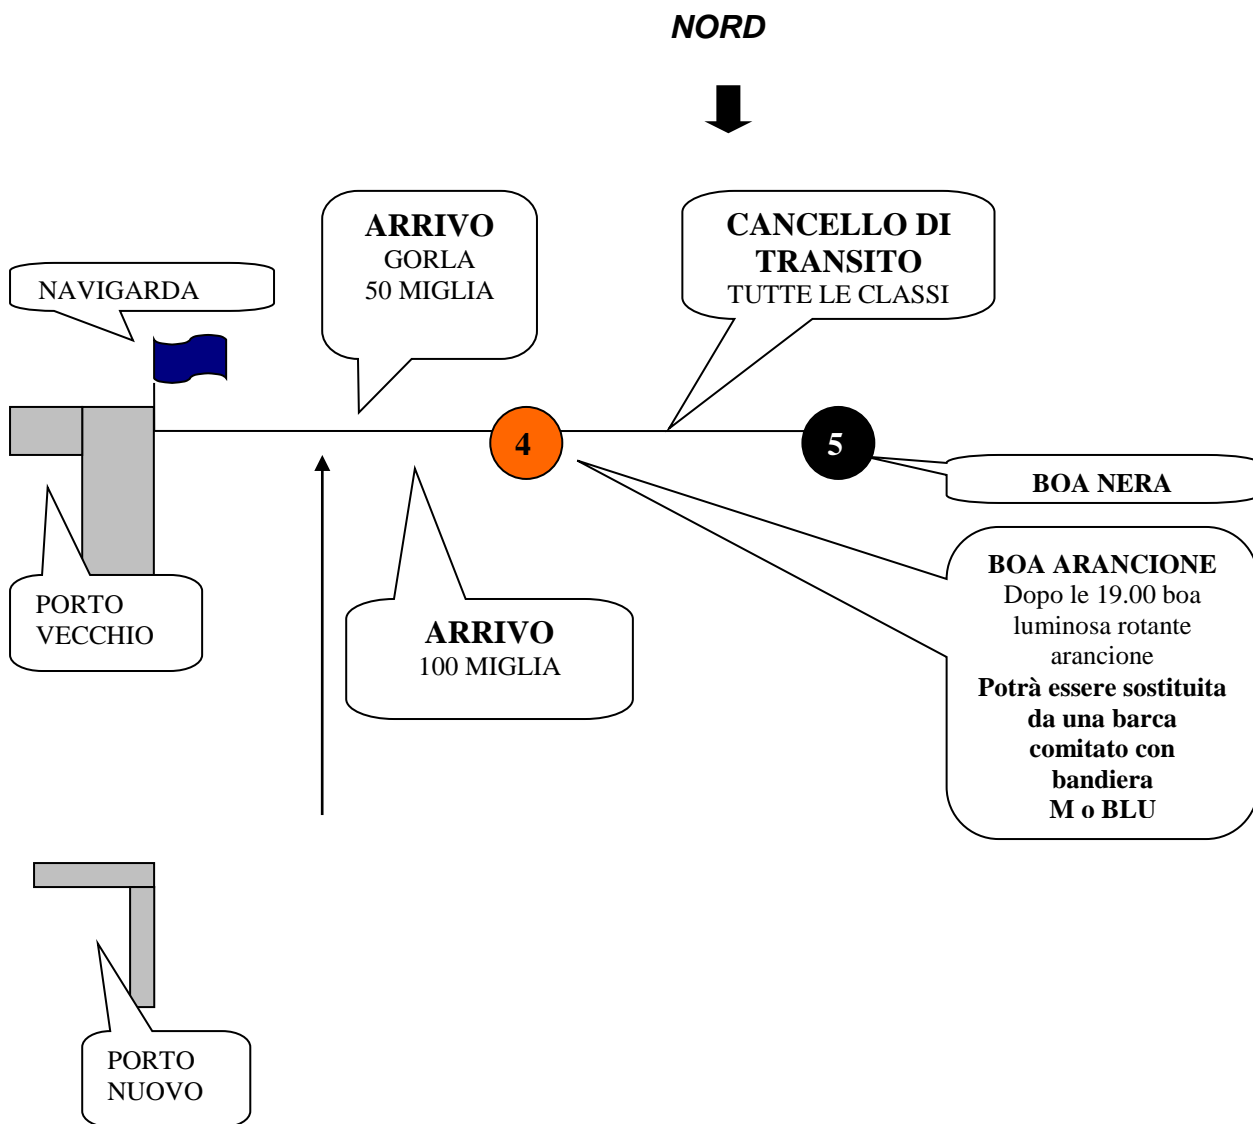 NORD
ARRIVO
GORLA
50 MIGLIA
CANCELLO DI
TRANSITO
TUTTE LE CLASSI
NAVIGARDA
4
5
BOA NERA
PORTO
VECCHIO
ARRIVO
100 MIGLIA
BOA ARANCIONE
Dopo le 19.00 boa
luminosa rotante
arancione
Potrà essere sostituita
da una barca
comitato con
bandiera
M o BLU
PORTO
NUOVO